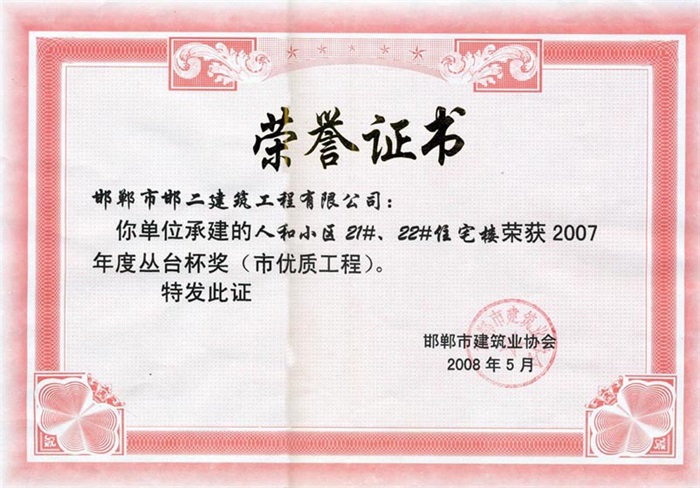 荣誉证书
邯郸市邯二建筑工程有限公司：
你单位承建的人和小区21#、22#住宅楼荣获2007
年度丛台杯奖（市优质工程）。
特发此证
邯郸市建筑业协会
2008年5月